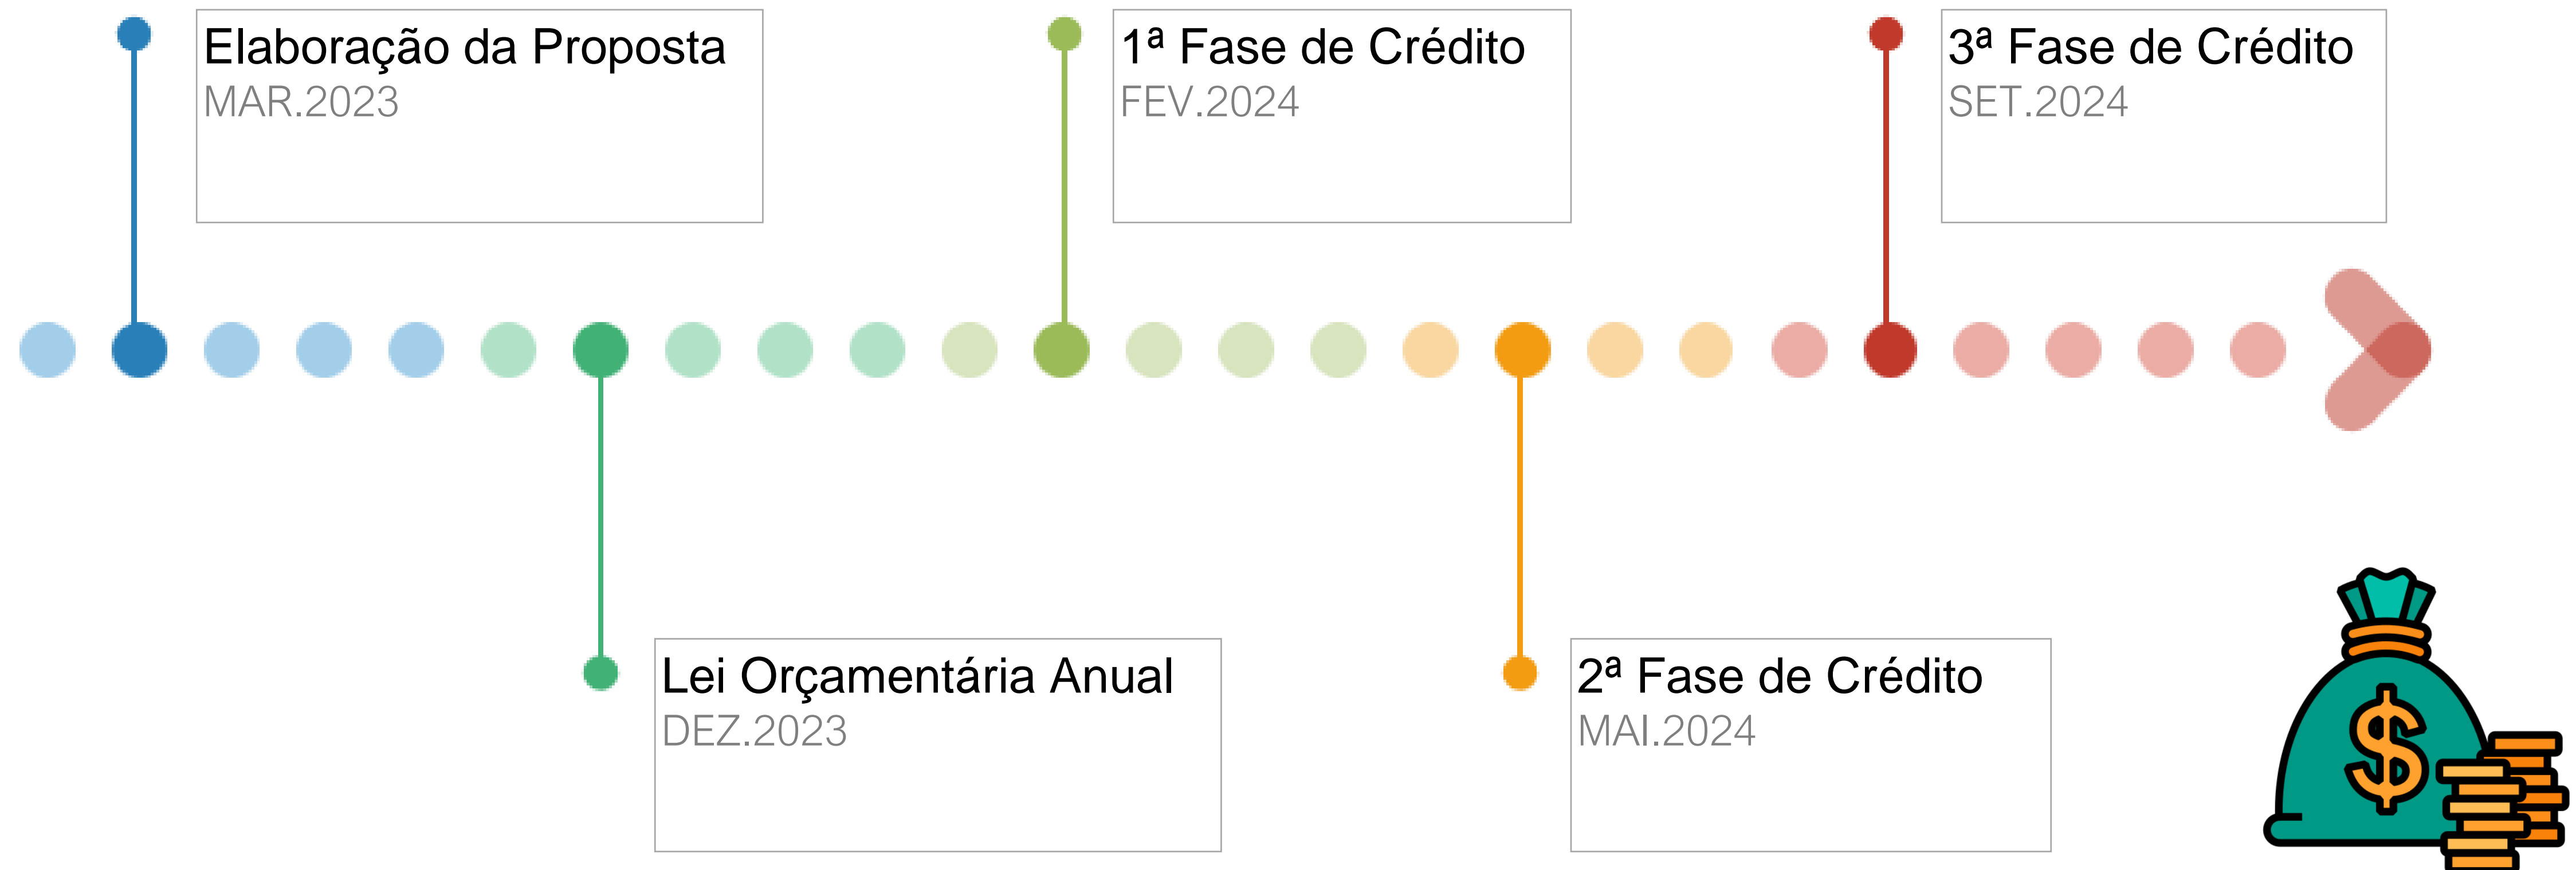 Elaboração da Proposta
MAR.2023
1ª Fase de Crédito
FEV.2024
3ª Fase de Crédito
SET.2024
Lei Orçamentária Anual
DEZ.2023
2ª Fase de Crédito
MAI.2024
$